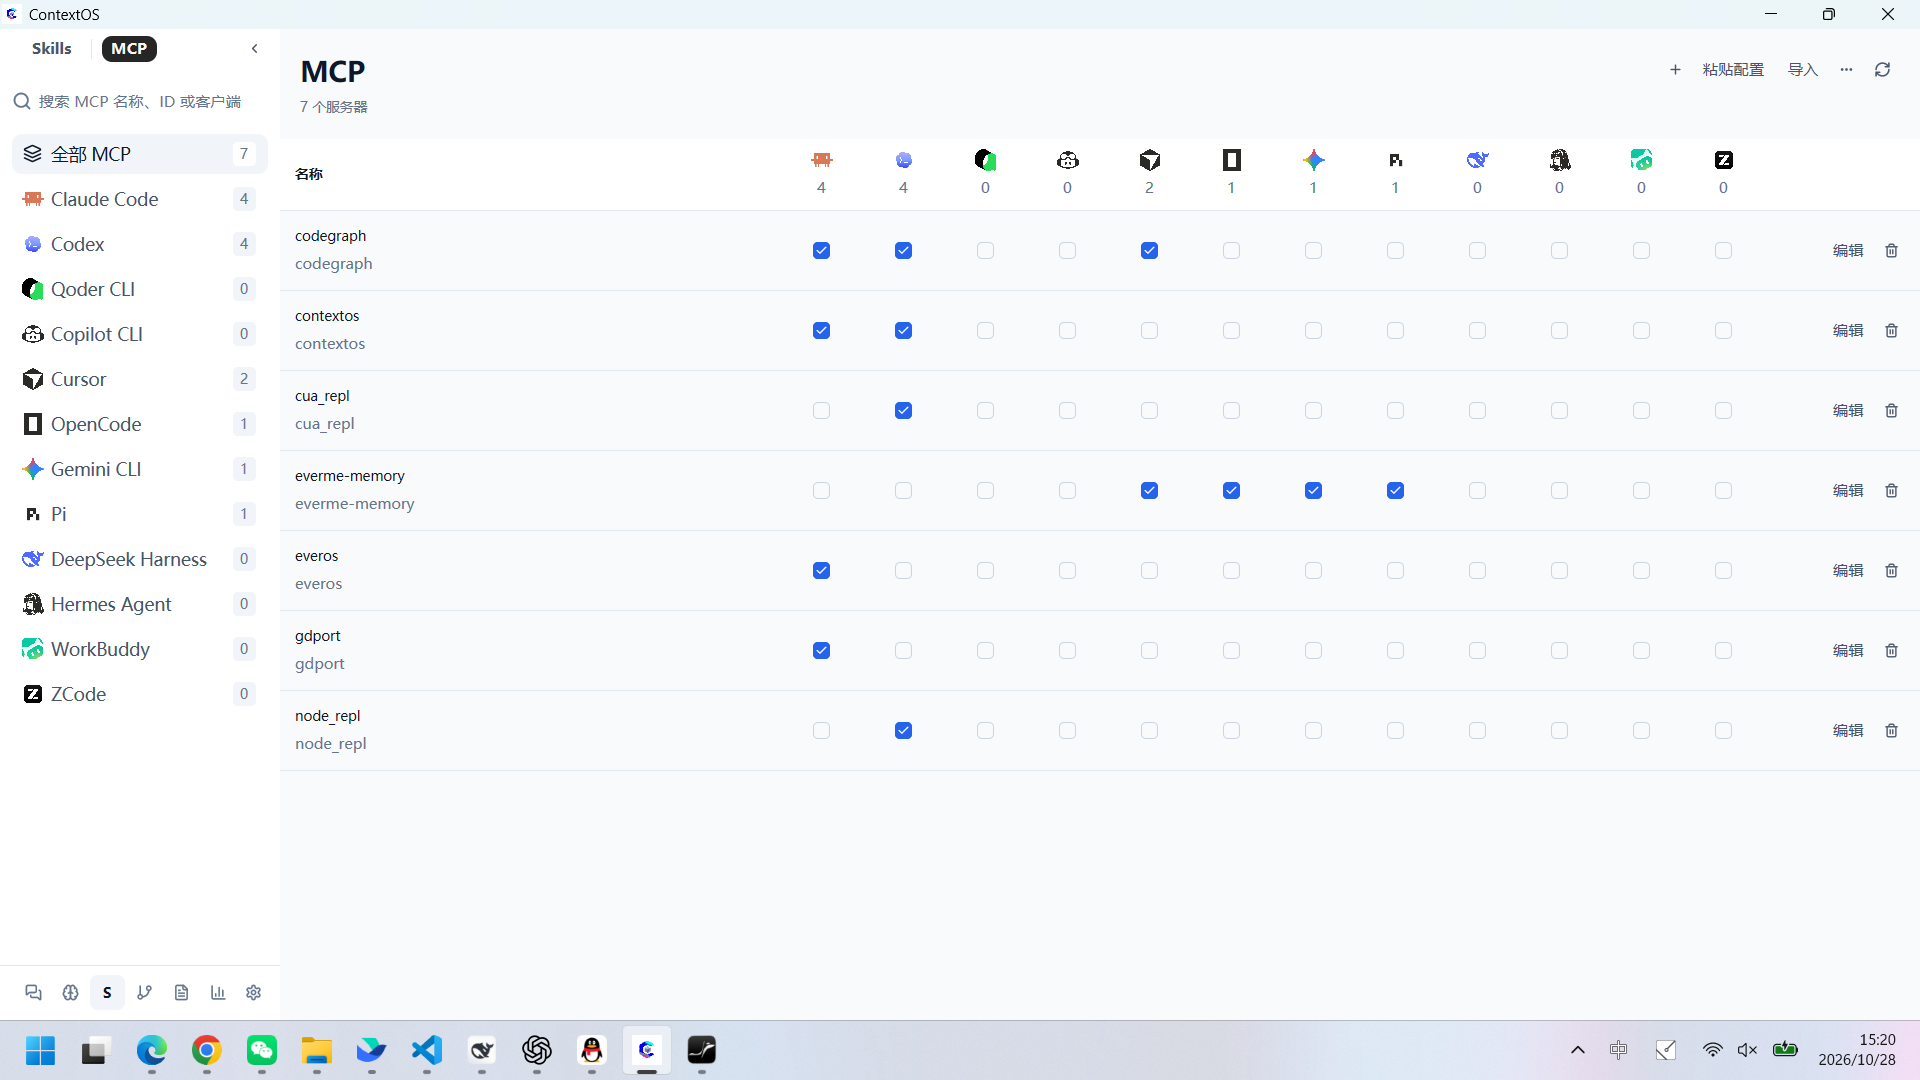 ContextOS
Skills
MCP
搜索 MCP 名称、ID 或客户端
全部 MCP 7
Claude Code 4
Codex 4
Qoder CLI 0
Copilot CLI 0
Cursor 2
OpenCode 1
Gemini CLI 1
Pi 1
DeepSeek Harness 0
Hermes Agent 0
WorkBuddy 0
ZCode 0
S
MCP
7 个服务器
粘贴配置 导入
名称
4 4 0 0 2 1 1 1 0 0 0 0
codegraph
codegraph
编辑
contextos
contextos
编辑
cua_repl
cua_repl
编辑
everme-memory
everme-memory
编辑
everos
everos
编辑
gdport
gdport
编辑
node_repl
node_repl
编辑
中
15:20
2026/10/28